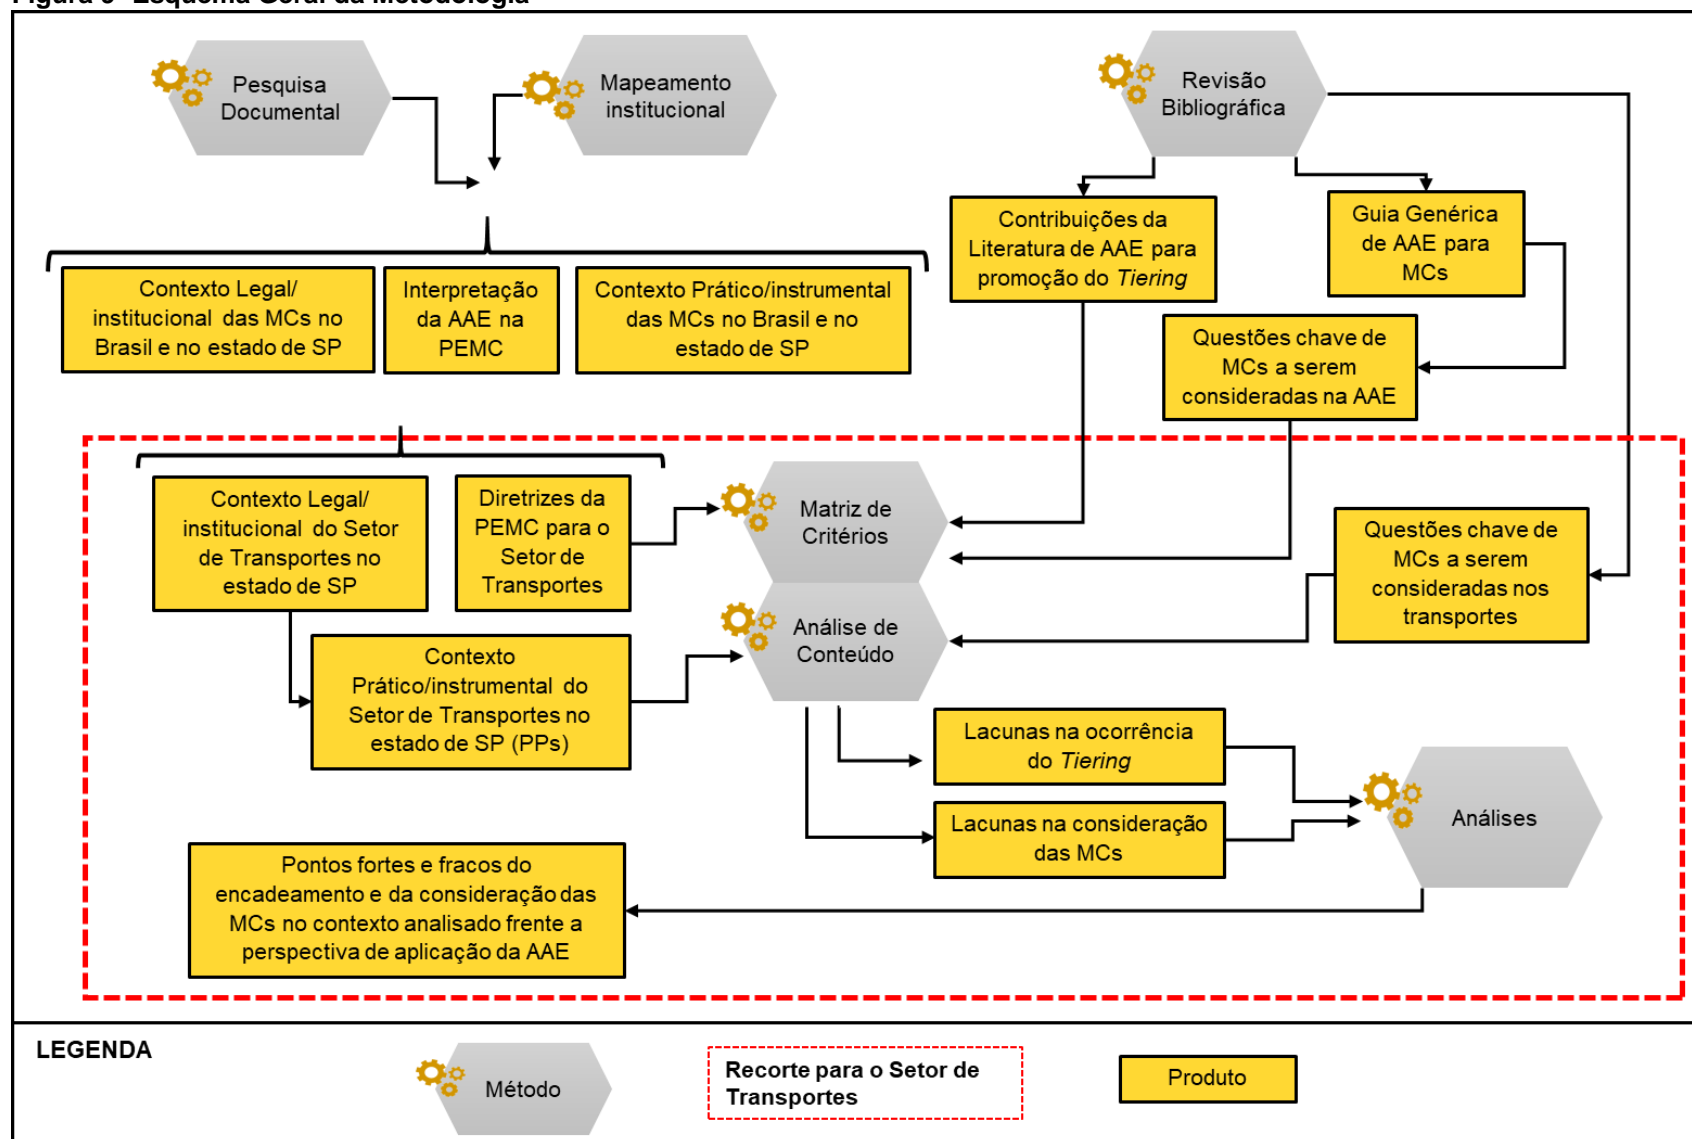 Figura 5- Esquema Geral da Metodologia
Pesquisa
Documental
Mapeamento
institucional
Revisão
Bibliográfica
Contribuições da
Literatura de AAE para
promoção do Tiering
Guia Genérica
de AAE para
MCs
Contexto Legal/
institucional das MCs no
Brasil e no estado de SP
Interpretação
da AAE na
PEMC
Contexto Prático/instrumental
das MCs no Brasil e no
estado de SP
Questões chave de
MCs a serem
consideradas na AAE
Contexto Legal/
institucional do Setor
de Transportes no
estado de SP
Diretrizes da
PEMC para o
Setor de
Transportes
Matriz de
Critérios
Questões chave de
MCs a serem
consideradas nos
transportes
Análise de
Conteúdo
Contexto
Prático/instrumental do
Setor de Transportes no
estado de SP (PPs)
Lacunas na ocorrência
do Tiering
Lacunas na consideração
das MCs
Análises
Pontos fortes e fracos do
encadeamento e da consideração das
MCs no contexto analisado frente a
perspectiva de aplicação da AAE
LEGENDA
Método
Recorte para o Setor de
Transportes
Produto